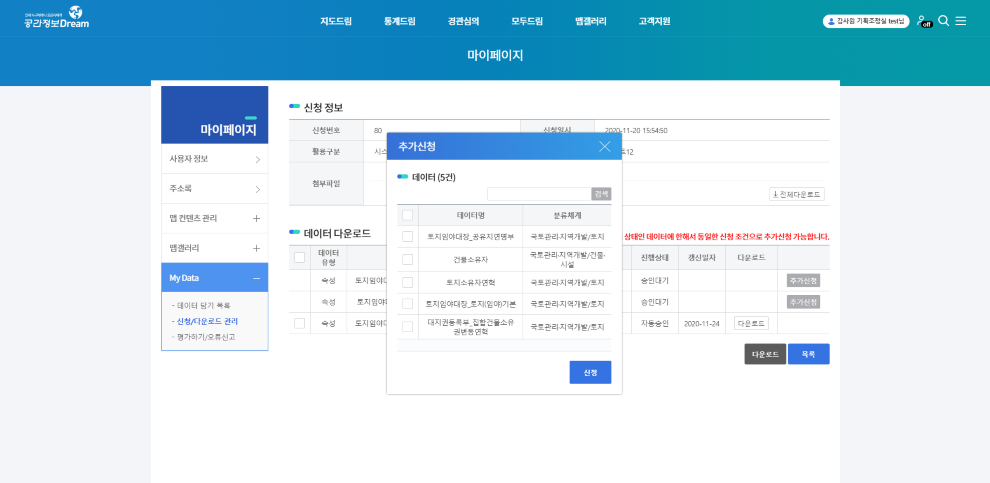 공간정보Dream
지도드림
통계드림
경관심의
모두드림
맵갤러리
고객지원
감사원 기획조정실 test님
off
마이페이지
마이페이지
사용자 정보
주소록
맵 컨텐츠 관리
맵갤러리
My Data
- 데이터 담기 목록
- 신청/다운로드 관리
- 평가하기/오류신고
신청 정보
신청번호
80
신청일시
2020-11-20 15:54:50
활용구분
시스
12
첨부파일
전체다운로드
데이터 다운로드
상태인 데이터에 한해서 동일한 신청 조건으로 추가신청 가능합니다.
데이터
유형
진행상태
갱신일자
다운로드
속성
토지임야대
승인대기
추가신청
속성
토지임야
승인대기
추가신청
속성
토지임야대
자동승인
2020-11-24
다운로드
다운로드
목록
추가신청
데이터 (5건)
검색
데이터명
분류체계
토지임야대장_공유지연명부
국토관리·지역개발/토지
건물소유자
국토관리·지역개발/건물·
시설
토지소유자연혁
국토관리·지역개발/토지
토지임야대장_토지(임야)기본
국토관리·지역개발/토지
대지권등록부_집합건물소유
권변동연혁
국토관리·지역개발/토지
신청